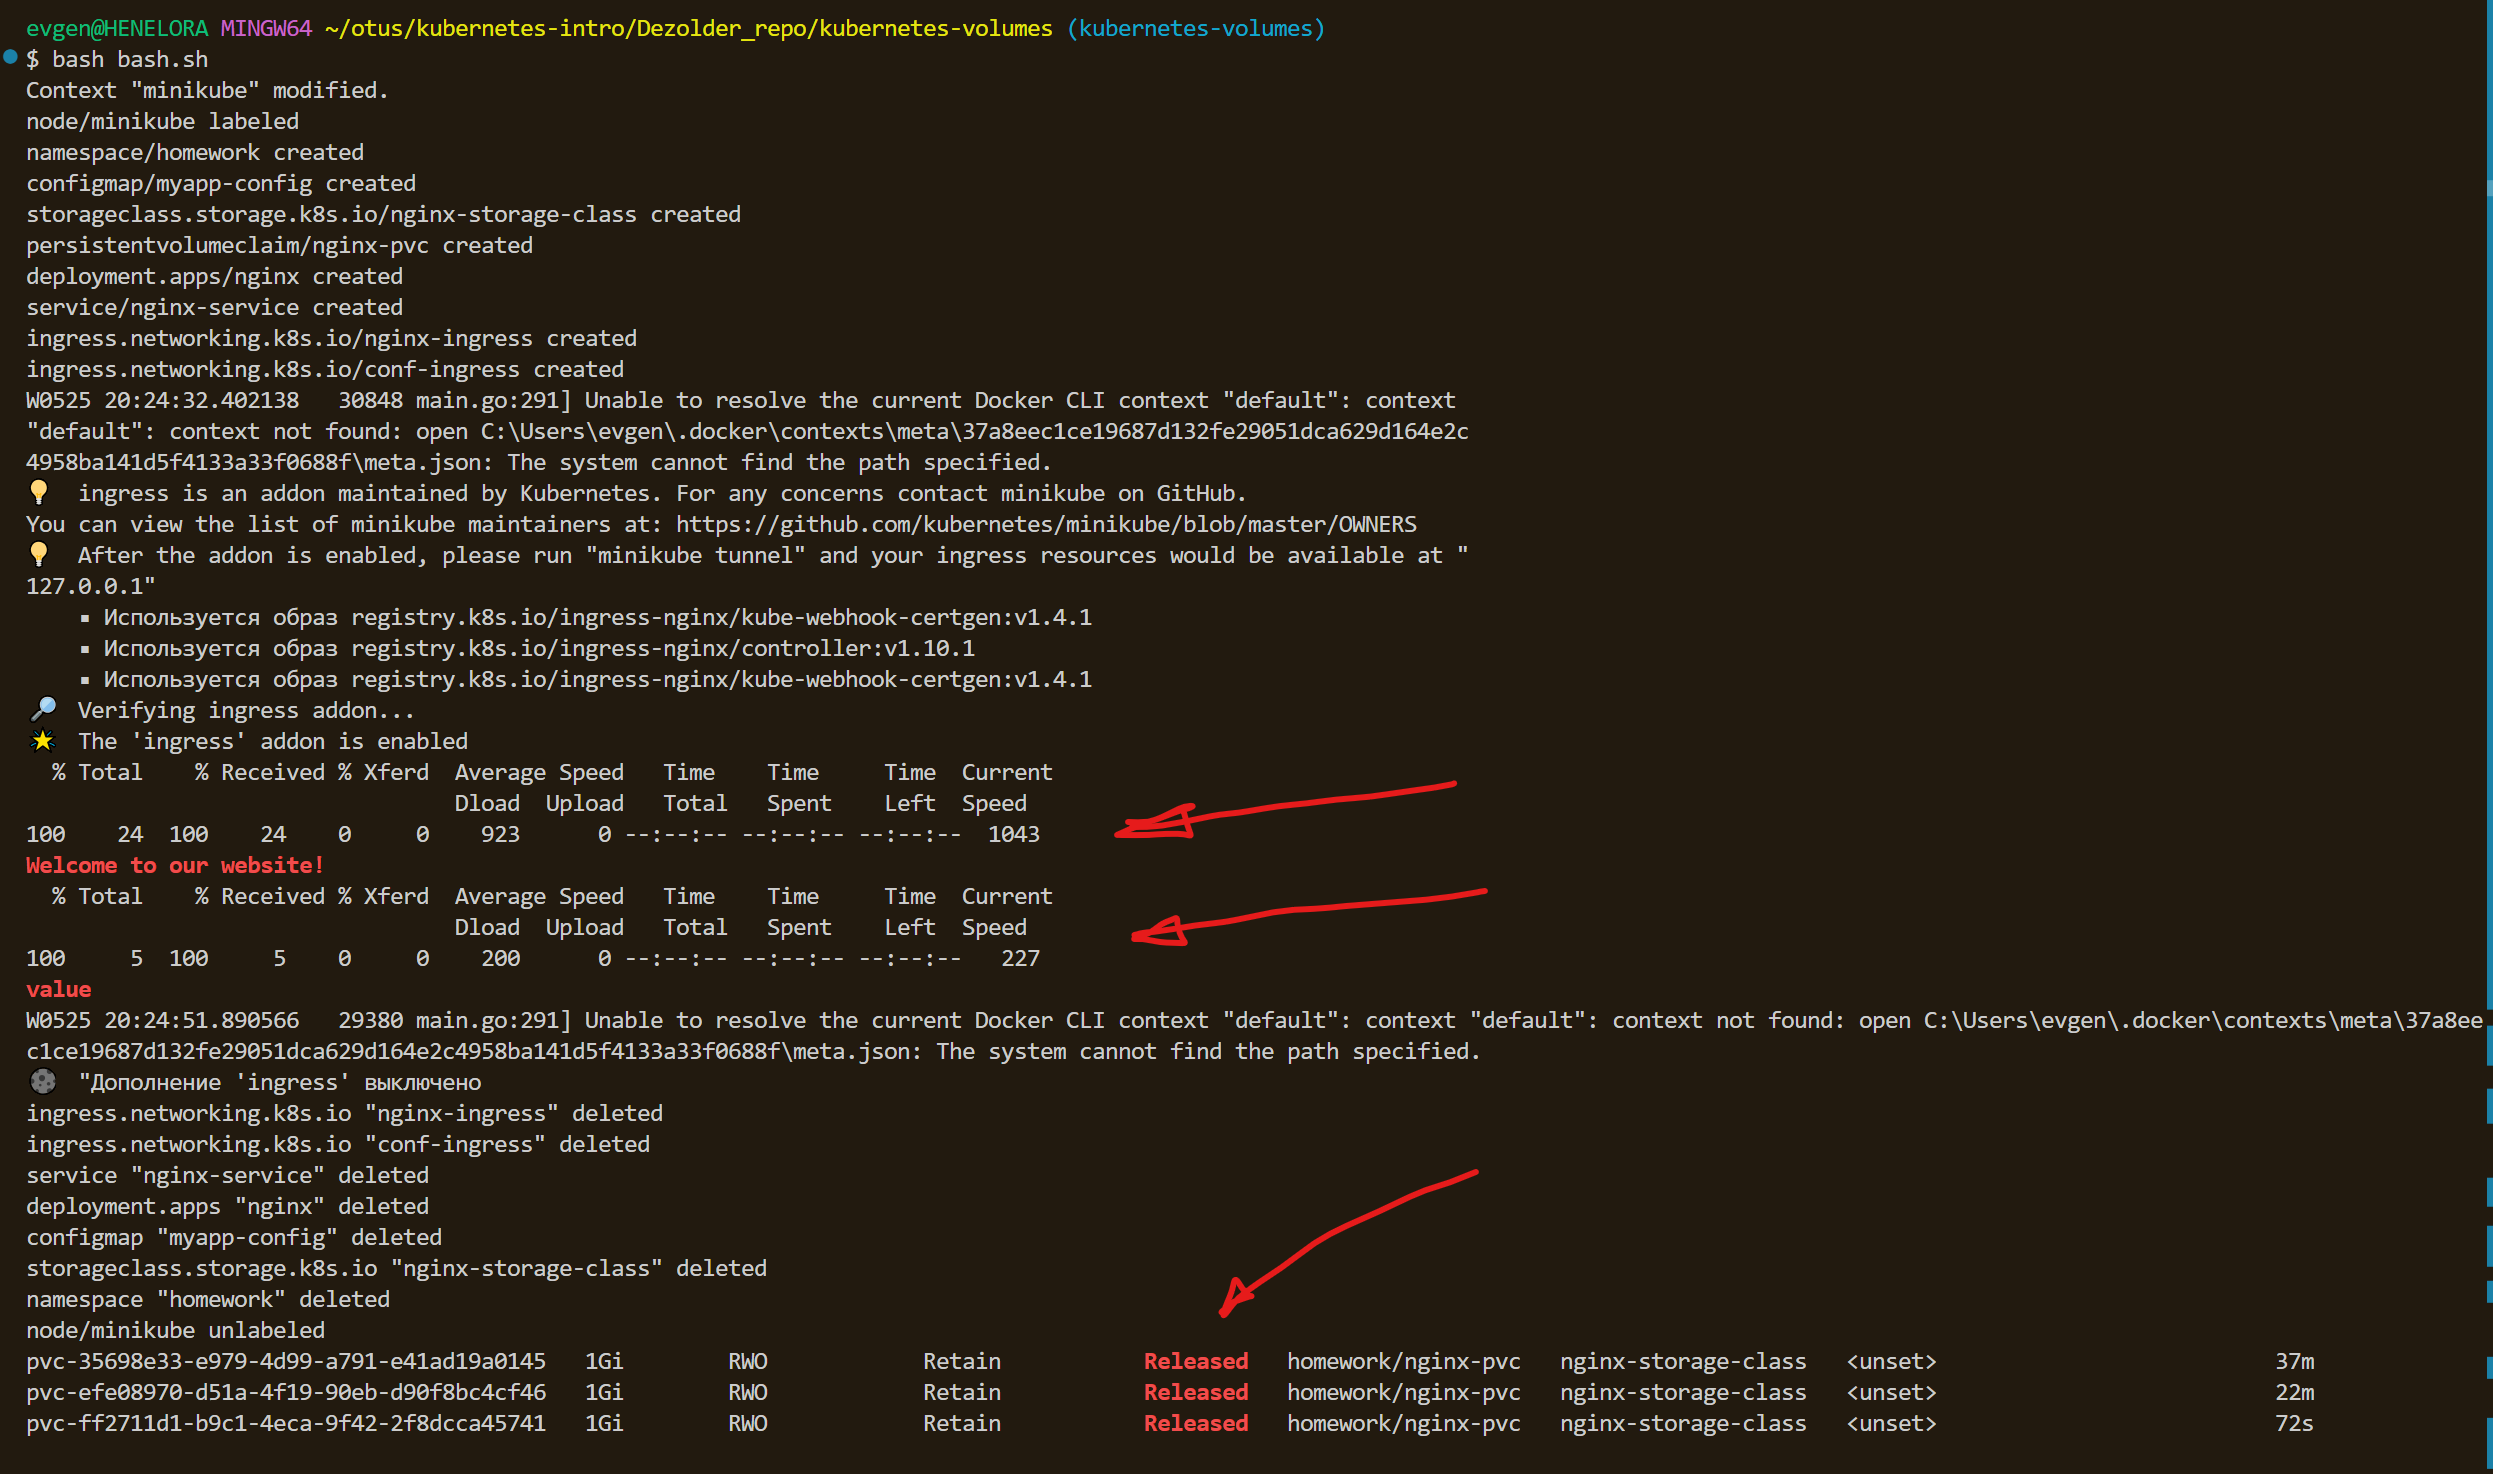 evgen@HENELORA MINGW64 ~/otus/kubernetes-intro/Dezolder_repo/kubernetes-volumes (kubernetes-volumes)
$ bash bash.sh
Context "minikube" modified.
node/minikube labeled
namespace/homework created
configmap/myapp-config created
storageclass.storage.k8s.io/nginx-storage-class created
persistentvolumeclaim/nginx-pvc created
deployment.apps/nginx created
service/nginx-service created
ingress.networking.k8s.io/nginx-ingress created
ingress.networking.k8s.io/conf-ingress created
W0525 20:24:32.402138   30848 main.go:291] Unable to resolve the current Docker CLI context "default": context
"default": context not found: open C:\Users\evgen\.docker\contexts\meta\37a8eec1ce19687d132fe29051dca629d164e2c
4958ba141d5f4133a33f0688f\meta.json: The system cannot find the path specified.
💡  ingress is an addon maintained by Kubernetes. For any concerns contact minikube on GitHub.
You can view the list of minikube maintainers at: https://github.com/kubernetes/minikube/blob/master/OWNERS
💡  After the addon is enabled, please run "minikube tunnel" and your ingress resources would be available at "
127.0.0.1"
    ▪ Используется образ registry.k8s.io/ingress-nginx/kube-webhook-certgen:v1.4.1
    ▪ Используется образ registry.k8s.io/ingress-nginx/controller:v1.10.1
    ▪ Используется образ registry.k8s.io/ingress-nginx/kube-webhook-certgen:v1.4.1
🔎  Verifying ingress addon...
🌟  The 'ingress' addon is enabled
  % Total    % Received % Xferd  Average Speed   Time    Time     Time  Current
                                 Dload  Upload   Total   Spent    Left  Speed
100    24  100    24    0     0    923      0 --:--:-- --:--:-- --:--:--  1043
Welcome to our website!
  % Total    % Received % Xferd  Average Speed   Time    Time     Time  Current
                                 Dload  Upload   Total   Spent    Left  Speed
100     5  100     5    0     0    200      0 --:--:-- --:--:-- --:--:--   227
value
W0525 20:24:51.890566   29380 main.go:291] Unable to resolve the current Docker CLI context "default": context "default": context not found: open C:\Users\evgen\.docker\contexts\meta\37a8ee
c1ce19687d132fe29051dca629d164e2c4958ba141d5f4133a33f0688f\meta.json: The system cannot find the path specified.
🌑  "Дополнение 'ingress' выключено
ingress.networking.k8s.io "nginx-ingress" deleted
ingress.networking.k8s.io "conf-ingress" deleted
service "nginx-service" deleted
deployment.apps "nginx" deleted
configmap "myapp-config" deleted
storageclass.storage.k8s.io "nginx-storage-class" deleted
namespace "homework" deleted
node/minikube unlabeled
pvc-35698e33-e979-4d99-a791-e41ad19a0145   1Gi        RWO            Retain           Released   homework/nginx-pvc   nginx-storage-class   <unset>                          37m
pvc-efe08970-d51a-4f19-90eb-d90f8bc4cf46   1Gi        RWO            Retain           Released   homework/nginx-pvc   nginx-storage-class   <unset>                          22m
pvc-ff2711d1-b9c1-4eca-9f42-2f8dcca45741   1Gi        RWO            Retain           Released   homework/nginx-pvc   nginx-storage-class   <unset>                          72s